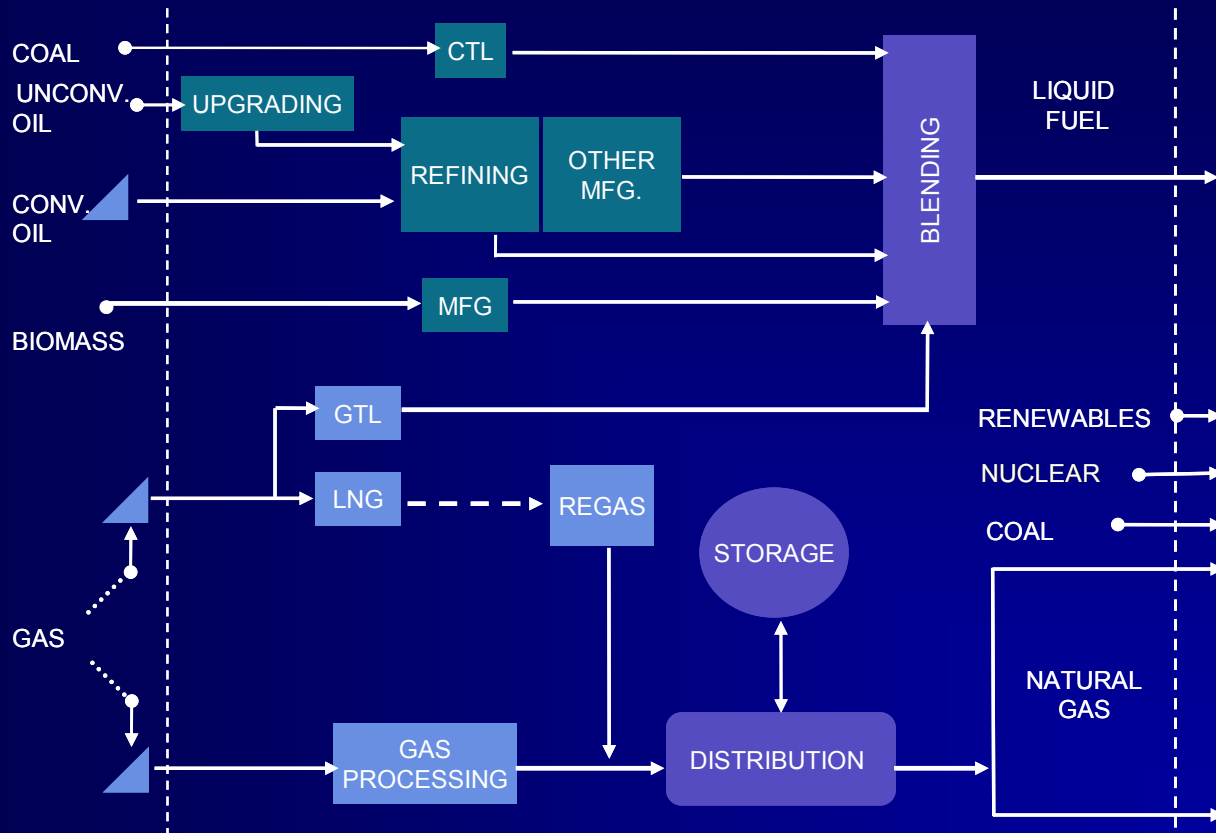 COAL
CTL
UNCONV.
OIL
UPGRADING
LIQUID
FUEL
REFINING
OTHER
MFG.
BLENDING
CONV.
OIL
MFG
BIOMASS
GTL
RENEWABLES
LNG
REGAS
NUCLEAR
STORAGE
COAL
GAS
NATURAL
GAS
GAS
PROCESSING
DISTRIBUTION